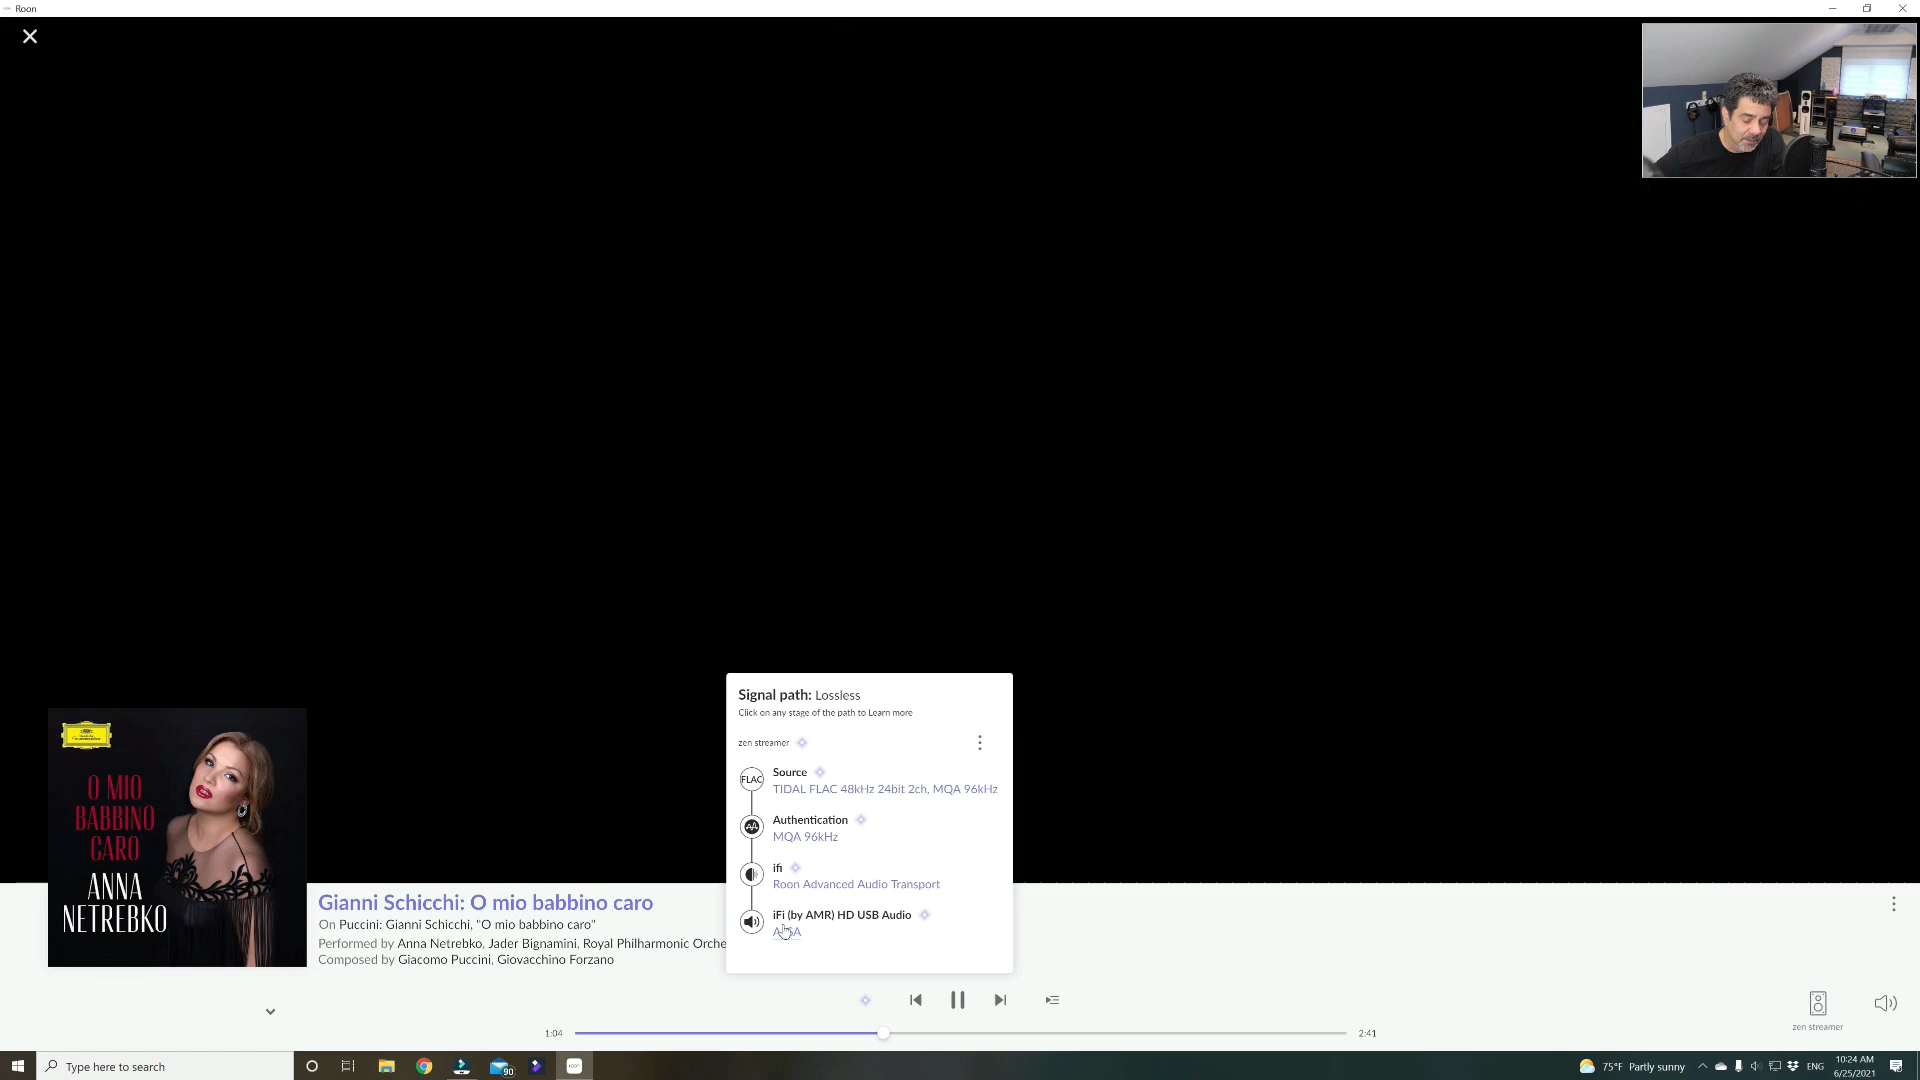 Roon
Signal path: Lossless
Click on any stage of the path to Learn more
zen streamer
Source
FLAC
TIDAL FLAC 48kHz 24bit 2ch, MQA 96kHz
Authentication
MQA 96kHz
ifi
Roon Advanced Audio Transport
iFi (by AMR) HD USB Audio
O MIO
BABBINO
CARO
ANNA
NETREBKO
Gianni Schicchi: O mio babbino caro
On Puccini: Gianni Schicchi, "O mio babbino caro"
Performed by Anna Netrebko, Jader Bignamini, Royal Philharmonic Orche
Composed by Giacomo Puccini, Giovacchino Forzano
1:04
2:41
zen streamer
Type here to search
90
roon
75°F Partly sunny
ENG
10:24 AM
6/25/2021